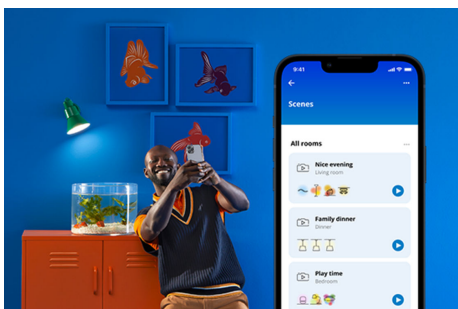 9:41
Scenes
All rooms
Nice evening
Living room
Family dinner
Dinner
Play time
Bedroom